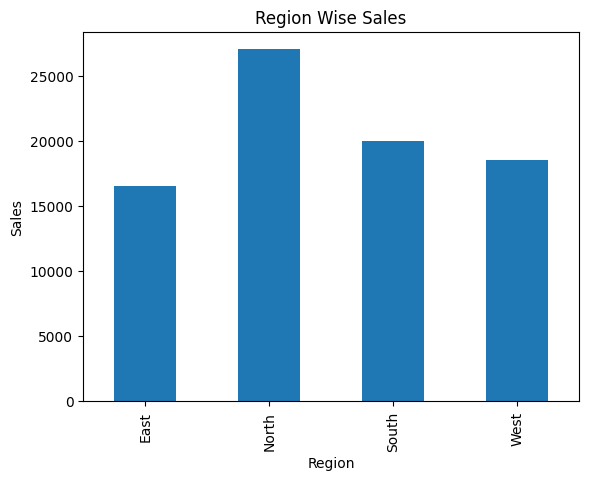 Region Wise Sales
25000
20000
15000
10000
5000
0
Sales
East
North
South
West
Region